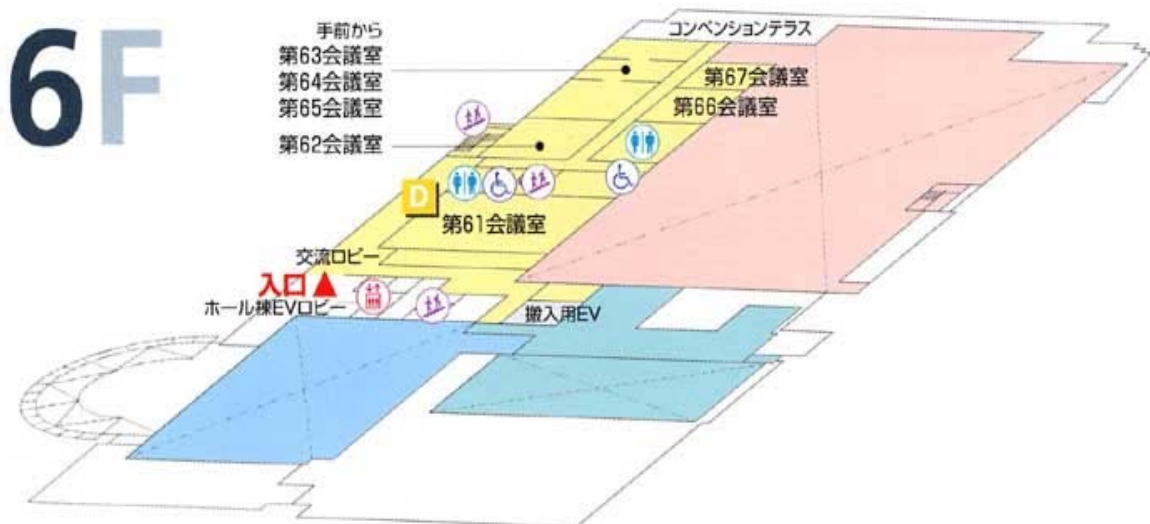 6F
手前から
第63会議室
第64会議室
第65会議室
第62会議室
コンベンションテラス
第67会議室
第66会議室
D
第61会議室
交流ロビー
入口
ホール棟EVロビー
搬入用EV